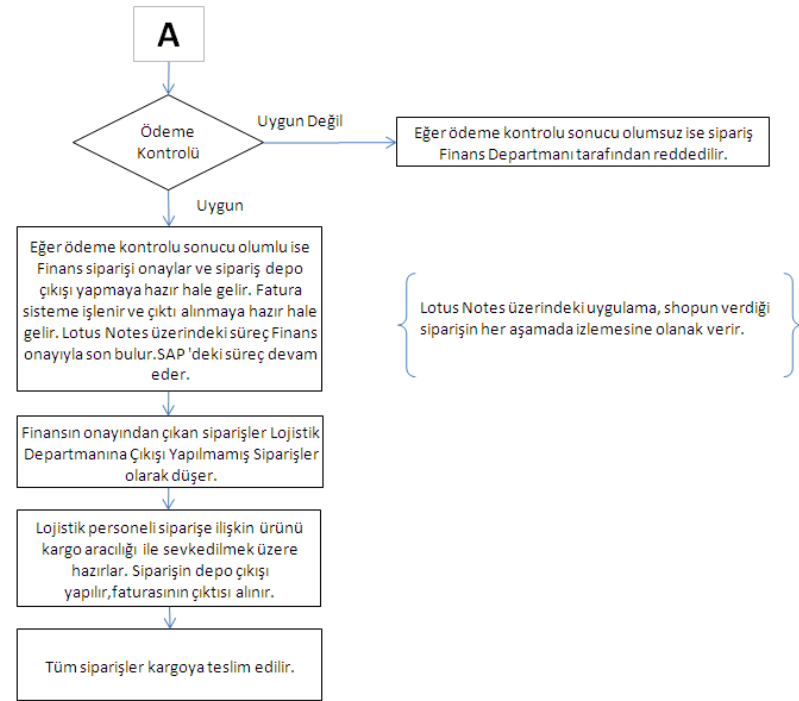 A
Ödeme
Kontrolü
Uygun Değil
Eğer ödeme kontrolu sonucu olumsuz ise sipariş
Finans Departmanı tarafından reddedilir.
Uygun
Eğer ödeme kontrolu sonucu olumlu ise
Finans siparişi onaylar ve sipariş depo
çıkışı yapmaya hazır hale gelir. Fatura
sisteme işlenir ve çıktı alınmaya hazır hale
gelir. Lotus Notes üzerindeki süreç Finans
onayıyla son bulur.SAP 'deki süreç devam
eder.
Lotus Notes üzerindeki uygulama, shopun verdiği
siparişin her aşamada izlemesine olanak verir.
Finansın onayından çıkan siparişler Lojistik
Departmanına Çıkışı Yapılmamış Siparişler
olarak düşer.
Lojistik personeli siparişe ilişkin ürünü
kargo aracılığı ile sevkedilmek üzere
hazırlar. Siparişin depo çıkışı
yapılır,faturasının çıktısı alınır.
Tüm siparişler kargoya teslim edilir.